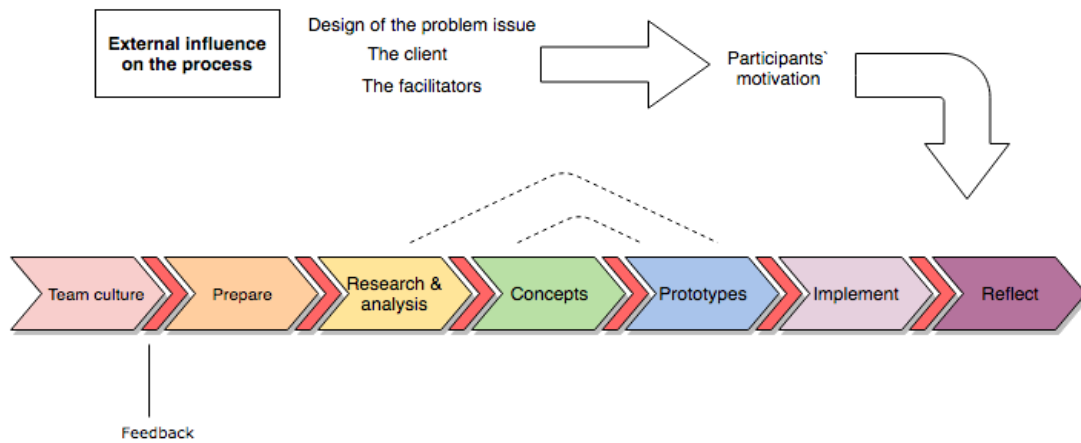 External influence
on the process
Design of the problem issue
The client
The facilitators
Participants`
motivation
Team culture
Prepare
Research &
analysis
Concepts
Prototypes
Implement
Reflect
Feedback